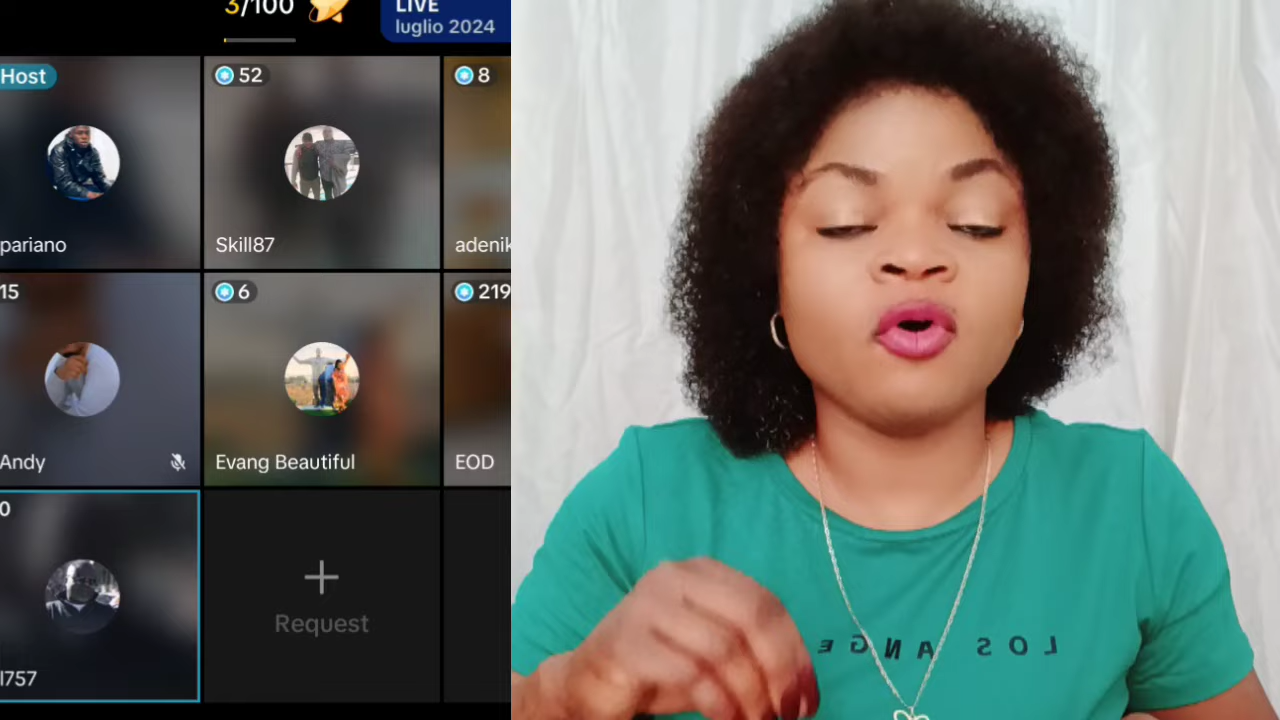 3/100
LIVE
luglio 2024
Host
52
8
pariano
Skill87
adenik
15
6
219
Andy
Evang Beautiful
EOD
0
Request
l757
LOS ANGE